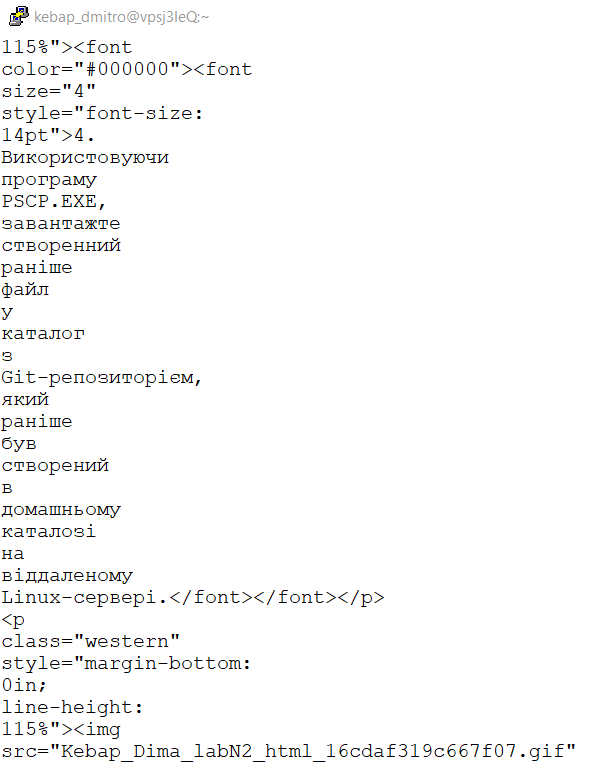 kebap_dmitro@vpsj3IeQ:~
115%"><font
color="#000000"><font
size="4"
style="font-size:
14pt">4.
Використовуючи
програму
PSCP.EXE,
завантажте
створенний
раніше
файл
у
каталог
з
Git-репозиторієм,
який
раніше
був
створений
в
домашньому
каталозі
на
віддаленому
Linux-сервері.</font></font></p>
<p
class="western"
style="margin-bottom:
0in;
line-height:
115%"><img
src="Kebap_Dima_labN2_html_16cdaf319c667f07.gif"